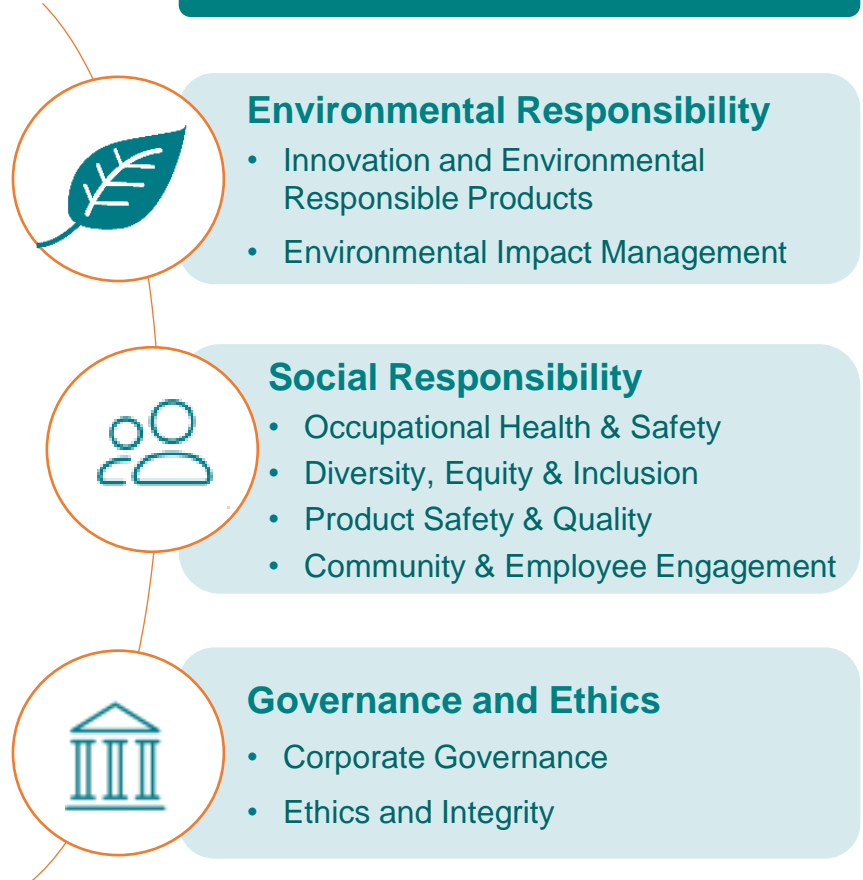 Environmental Responsibility
• Innovation and Environmental
Responsible Products
• Environmental Impact Management
Social Responsibility
• Occupational Health & Safety
• Diversity, Equity & Inclusion
• Product Safety & Quality
• Community & Employee Engagement
Governance and Ethics
• Corporate Governance
• Ethics and Integrity